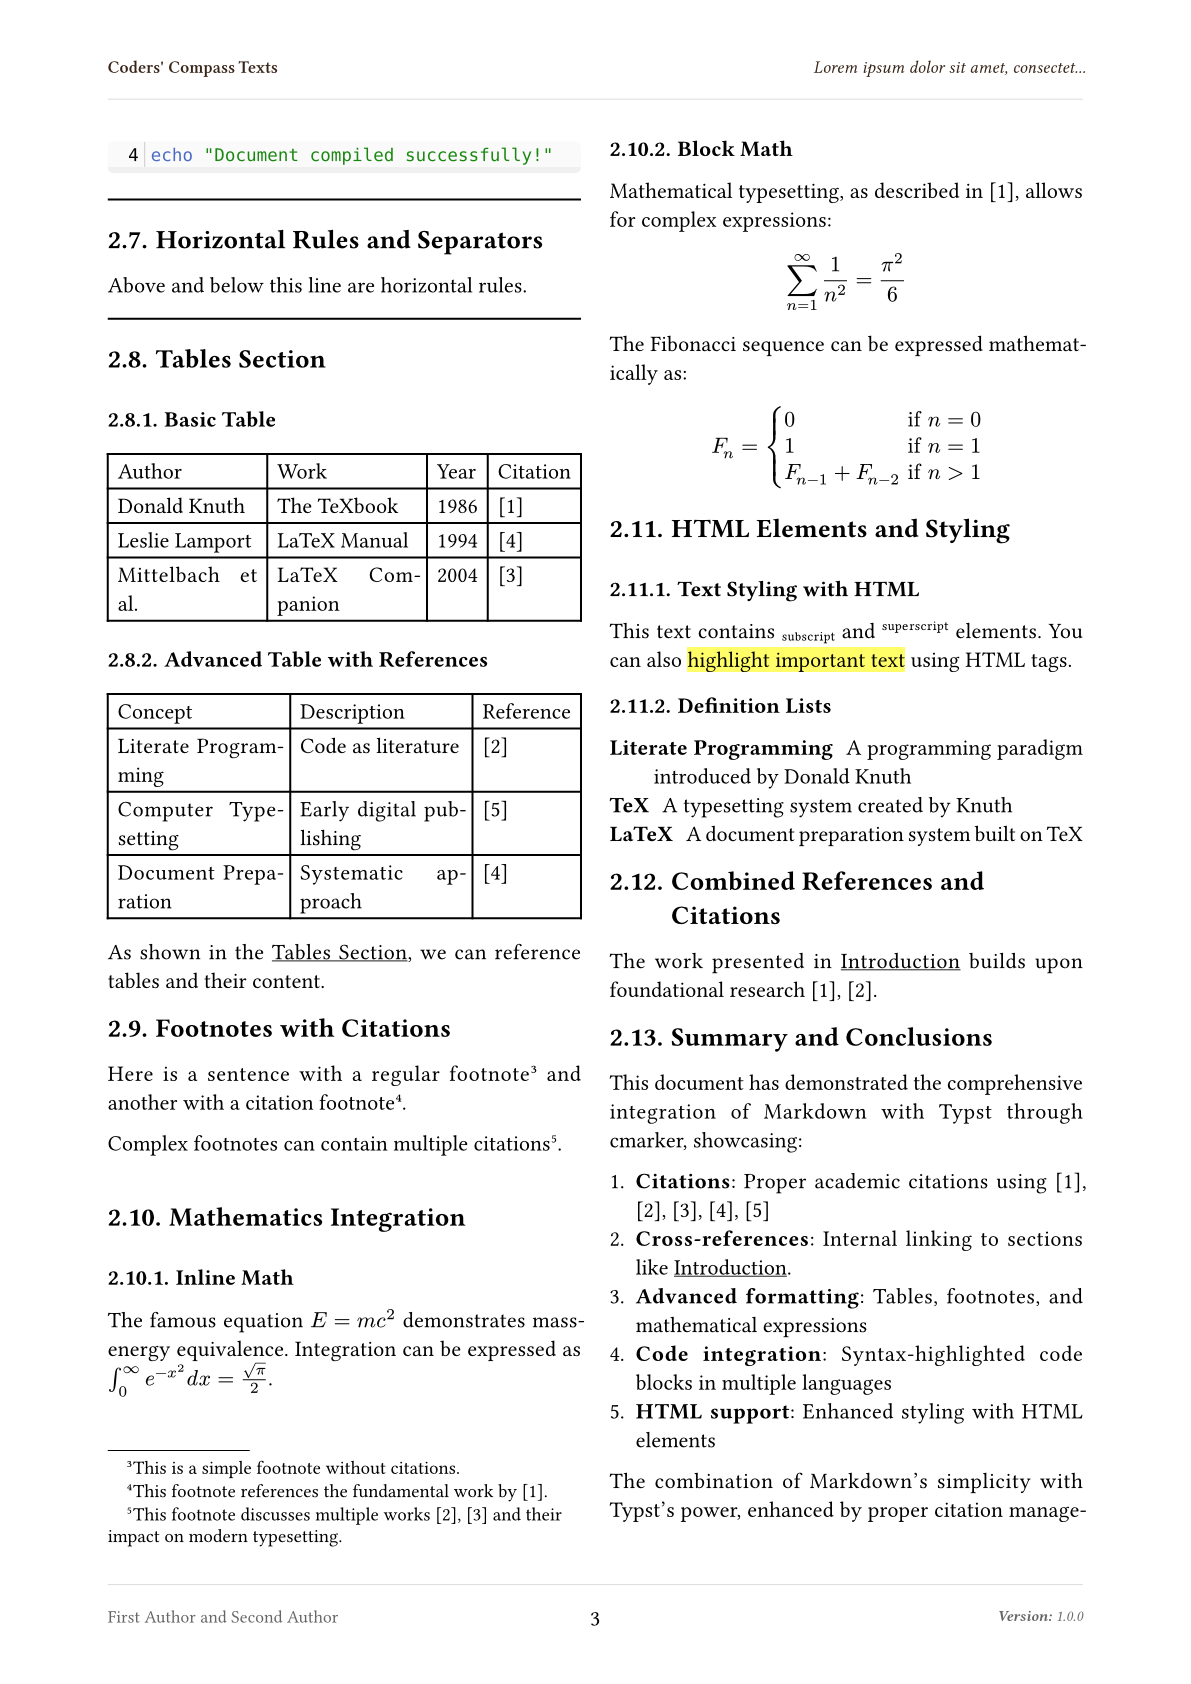 Coders' Compass Texts
Lorem ipsum dolor sit amet, consectet...
4 echo "Document compiled successfully!"
2.7. Horizontal Rules and Separators
Above and below this line are horizontal rules.
2.8. Tables Section
2.8.1. Basic Table
Author Work Year Citation
Donald Knuth The TeXbook 1986 [1]
Leslie Lamport LaTeX Manual 1994 [4]
Mittelbach et LaTeX Com- 2004 [3]
al. panion
2.8.2. Advanced Table with References
Concept Description Reference
Literate Program- Code as literature [2]
ming
Computer Type- Early digital pub- [5]
setting lishing
Document Prepa- Systematic ap- [4]
ration proach
As shown in the Tables Section, we can reference
tables and their content.
2.9. Footnotes with Citations
Here is a sentence with a regular footnote³ and
another with a citation footnote⁴.
Complex footnotes can contain multiple citations⁵.
2.10. Mathematics Integration
2.10.1. Inline Math
The famous equation E = mc² demonstrates mass-
energy equivalence. Integration can be expressed as
∫₀^∞ e^{−x²} dx = √π/2.
³This is a simple footnote without citations.
⁴This footnote references the fundamental work by [1].
⁵This footnote discusses multiple works [2], [3] and their
impact on modern typesetting.
2.10.2. Block Math
Mathematical typesetting, as described in [1], allows
for complex expressions:
∑_{n=1}^∞ 1/n² = π²/6
The Fibonacci sequence can be expressed mathemat-
ically as:
F_n = { 0 if n = 0
1 if n = 1
F_{n−1} + F_{n−2} if n > 1
2.11. HTML Elements and Styling
2.11.1. Text Styling with HTML
This text contains subscript and superscript elements. You
can also highlight important text using HTML tags.
2.11.2. Definition Lists
Literate Programming A programming paradigm
introduced by Donald Knuth
TeX A typesetting system created by Knuth
LaTeX A document preparation system built on TeX
2.12. Combined References and
Citations
The work presented in Introduction builds upon
foundational research [1], [2].
2.13. Summary and Conclusions
This document has demonstrated the comprehensive
integration of Markdown with Typst through
cmarker, showcasing:
1. Citations: Proper academic citations using [1],
[2], [3], [4], [5]
2. Cross-references: Internal linking to sections
like Introduction.
3. Advanced formatting: Tables, footnotes, and
mathematical expressions
4. Code integration: Syntax-highlighted code
blocks in multiple languages
5. HTML support: Enhanced styling with HTML
elements
The combination of Markdown’s simplicity with
Typst’s power, enhanced by proper citation manage-
First Author and Second Author
3
Version: 1.0.0